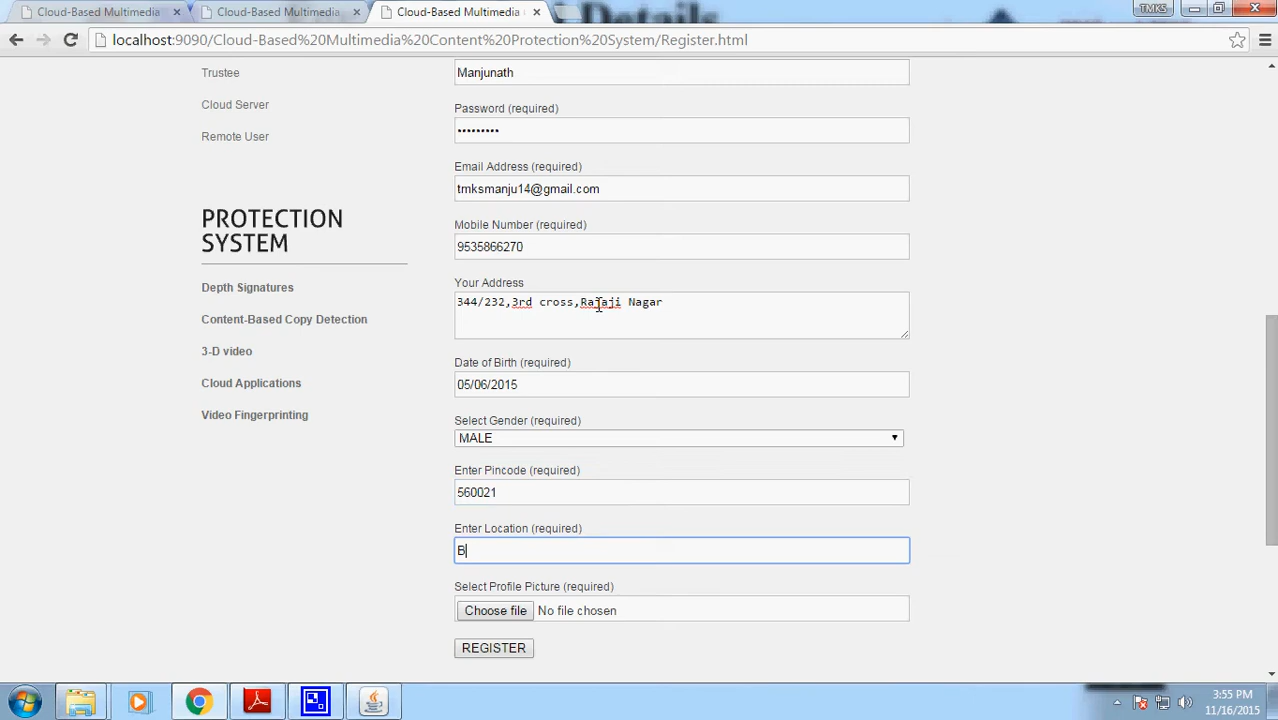 Cloud-Based Multimedia
Cloud-Based Multimedia
Cloud-Based Multimedia
Details
TMKS
localhost:9090/Cloud-Based%20Multimedia%20Content%20Protection%20System/Register.html
Trustee
Cloud Server
Remote User
PROTECTION
SYSTEM
Depth Signatures
Content-Based Copy Detection
3-D video
Cloud Applications
Video Fingerprinting
Manjunath
Password (required)
•••••••••
Email Address (required)
tmksmanju14@gmail.com
Mobile Number (required)
9535866270
Your Address
344/232,3rd cross,Rajaji Nagar
Date of Birth (required)
05/06/2015
Select Gender (required)
MALE
Enter Pincode (required)
560021
Enter Location (required)
B
Select Profile Picture (required)
Choose file No file chosen
REGISTER
3:55 PM
11/16/2015